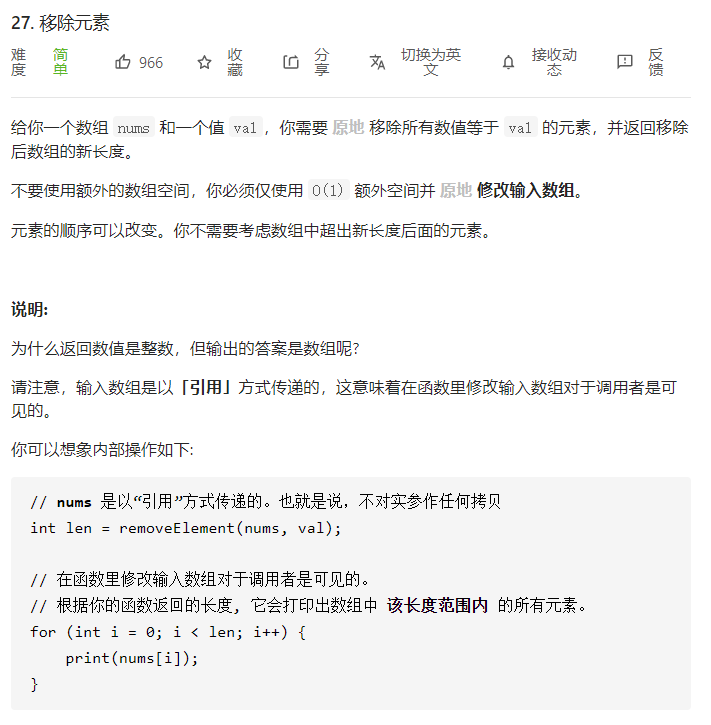 27. 移除元素
难度 简单 966 收藏 分享 切换为英文 接收动态 反馈
给你一个数组 nums 和一个值 val，你需要 原地 移除所有数值等于 val 的元素，并返回移除
后数组的新长度。
不要使用额外的数组空间，你必须仅使用 O(1) 额外空间并 原地 修改输入数组。
元素的顺序可以改变。你不需要考虑数组中超出新长度后面的元素。
说明:
为什么返回数值是整数，但输出的答案是数组呢?
请注意，输入数组是以「引用」方式传递的，这意味着在函数里修改输入数组对于调用者是可
见的。
你可以想象内部操作如下:
// nums 是以“引用”方式传递的。也就是说，不对实参作任何拷贝
int len = removeElement(nums, val);
// 在函数里修改输入数组对于调用者是可见的。
// 根据你的函数返回的长度, 它会打印出数组中 该长度范围内 的所有元素。
for (int i = 0; i < len; i++) {
    print(nums[i]);
}